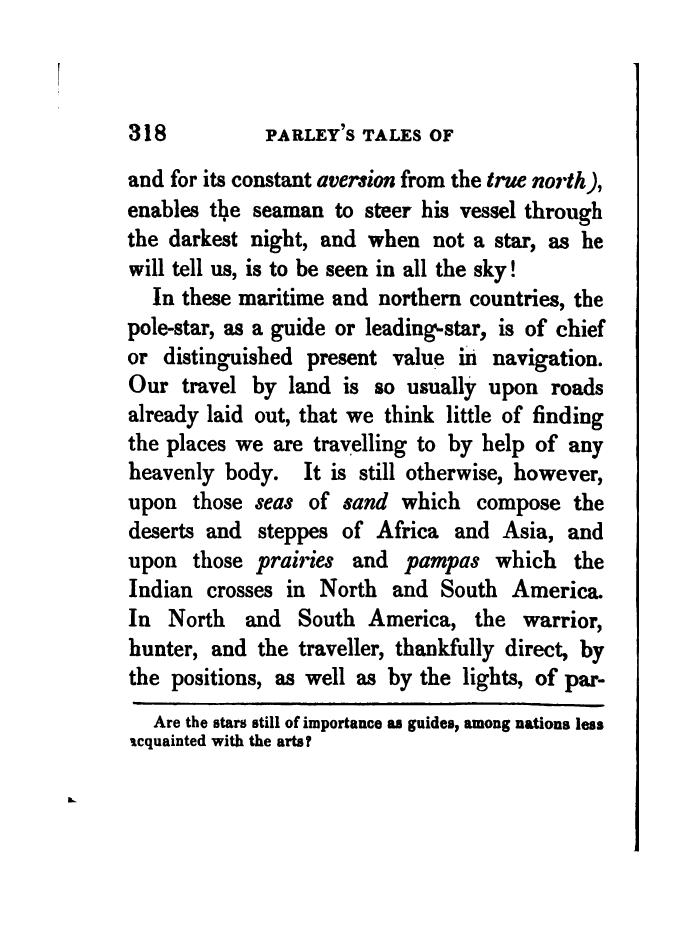 318 PARLEY'S TALES OF
and for its constant aversion from the true north),
enables the seaman to steer his vessel through
the darkest night, and when not a star, as he
will tell us, is to be seen in all the sky!
In these maritime and northern countries, the
pole-star, as a guide or leading-star, is of chief
or distinguished present value in navigation.
Our travel by land is so usually upon roads
already laid out, that we think little of finding
the places we are travelling to by help of any
heavenly body. It is still otherwise, however,
upon those seas of sand which compose the
deserts and steppes of Africa and Asia, and
upon those prairies and pampas which the
Indian crosses in North and South America.
In North and South America, the warrior,
hunter, and the traveller, thankfully direct, by
the positions, as well as by the lights, of par-
Are the stars still of importance as guides, among nations less
acquainted with the arts?